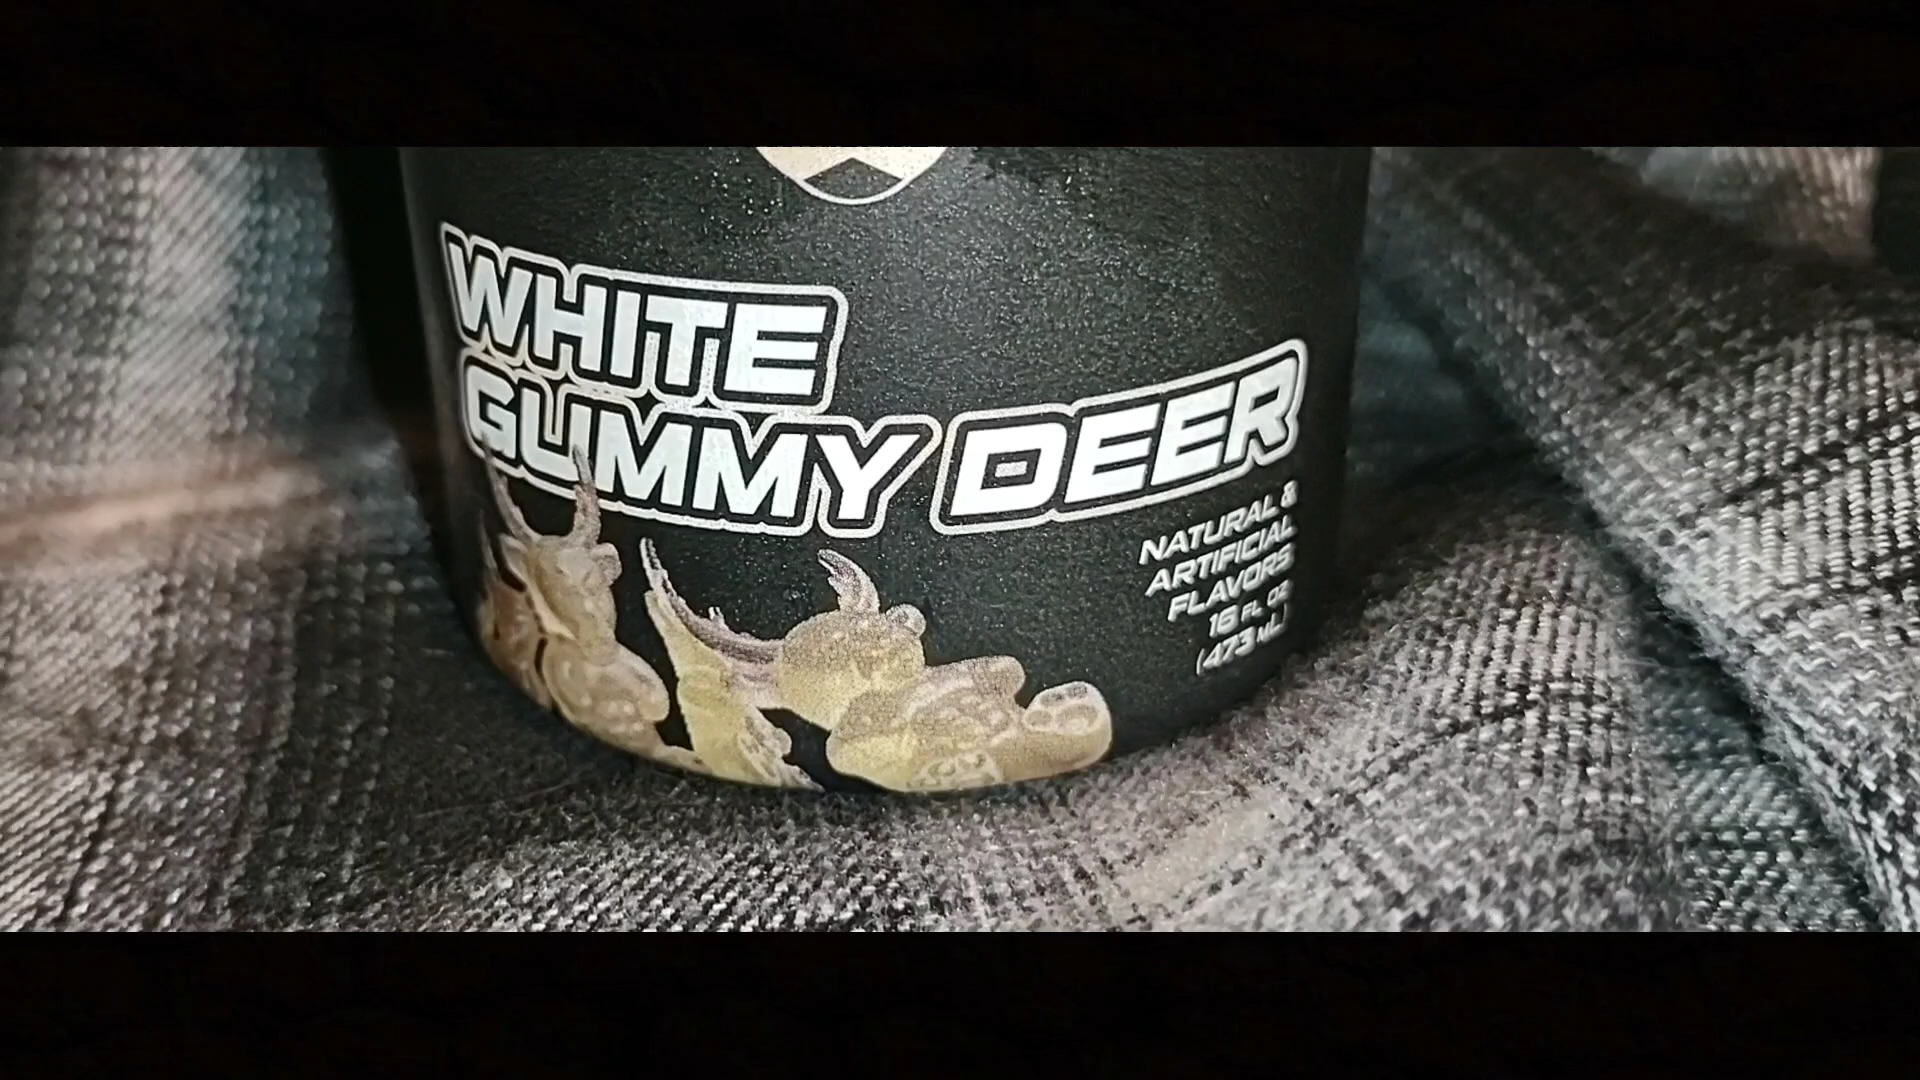 WHITE
GUMMY DEER
NATURAL &
ARTIFICIAL
FLAVORS
16 FL OZ
(473 mL)